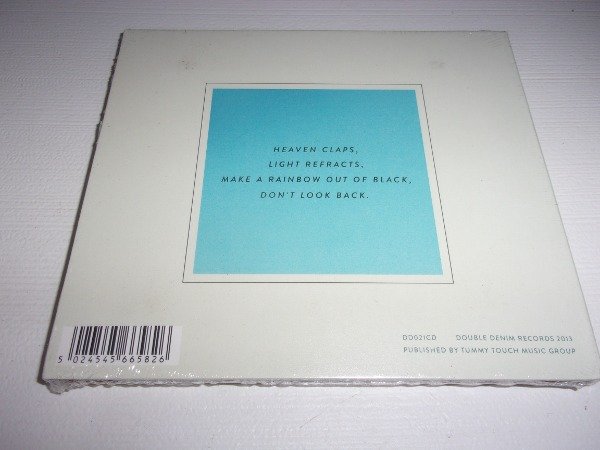 HEAVEN CLAPS,
LIGHT REFRACTS,
MAKE A RAINBOW OUT OF BLACK,
DON'T LOOK BACK.
5 024545 665826
DD021CD DOUBLE DENIM RECORDS 2013
PUBLISHED BY TUMMY TOUCH MUSIC GROUP